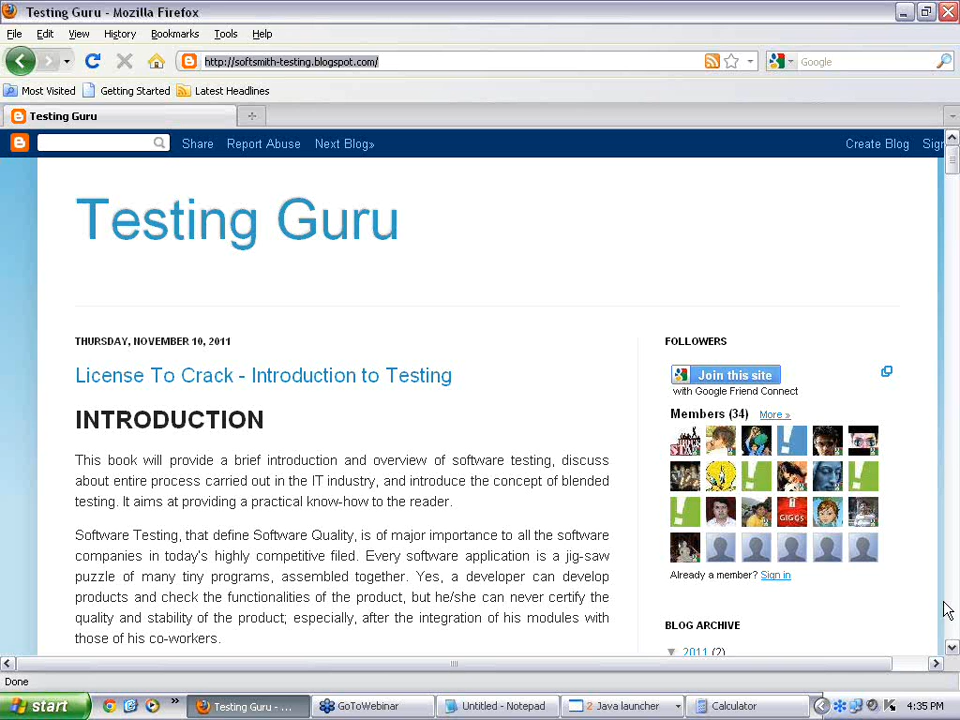 Testing Guru - Mozilla Firefox
File Edit View History Bookmarks Tools Help
http://softsmith-testing.blogspot.com/
Google
Most Visited Getting Started Latest Headlines
Testing Guru
Share Report Abuse Next Blog» Create Blog Sign
Testing Guru
THURSDAY, NOVEMBER 10, 2011
License To Crack - Introduction to Testing
INTRODUCTION
This book will provide a brief introduction and overview of software testing, discuss
about entire process carried out in the IT industry, and introduce the concept of blended
testing. It aims at providing a practical know-how to the reader.
Software Testing, that define Software Quality, is of major importance to all the software
companies in today's highly competitive filed. Every software application is a jig-saw
puzzle of many tiny programs, assembled together. Yes, a developer can develop
products and check the functionalities of the product, but he/she can never certify the
quality and stability of the product; especially, after the integration of his modules with
those of his co-workers.
FOLLOWERS
Join this site
with Google Friend Connect
Members (34) More »
GIGGS
Already a member? Sign in
BLOG ARCHIVE
▼ 2011 (2)
Done
start Testing Guru - ... GoToWebinar Untitled - Notepad 2 Java launcher Calculator 4:35 PM